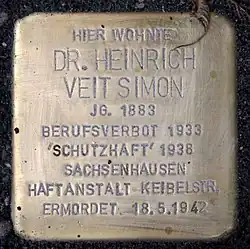 HIER WOHNTE
DR. HEINRICH
VEIT SIMON
JG. 1883
BERUFSVERBOT 1933
'SCHUTZHAFT' 1938
SACHSENHAUSEN
HAFTANSTALT KEIBELSTR.
ERMORDET 18.5.1942